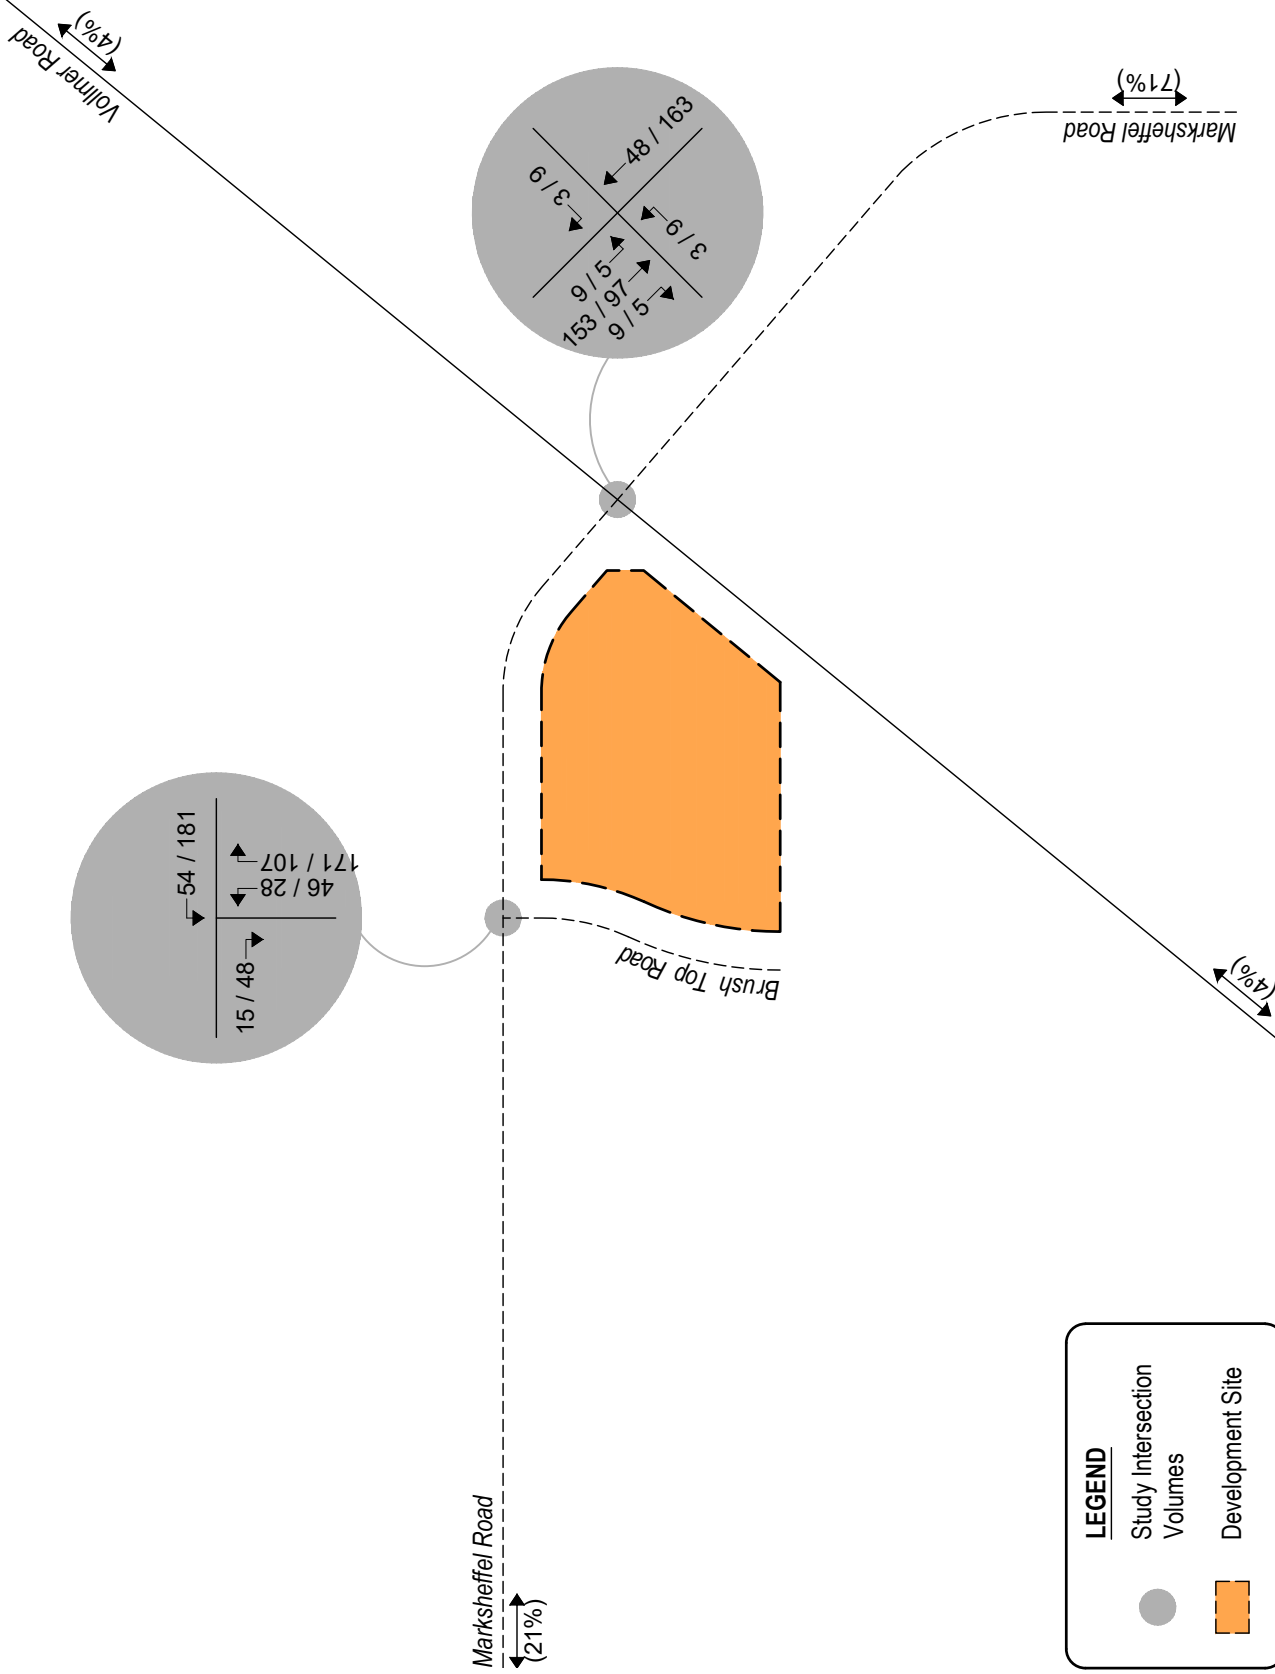 Vollmer Road
(4%)
(71%)
Marksheffel Road
48 / 163
3 / 9
3 / 9
9 / 5
153 / 97
9 / 5
54 / 181
171 / 107
46 / 28
15 / 48
Brush Top Road
(4%)
Marksheffel Road
(21%)
LEGEND
Study Intersection
Volumes
Development Site